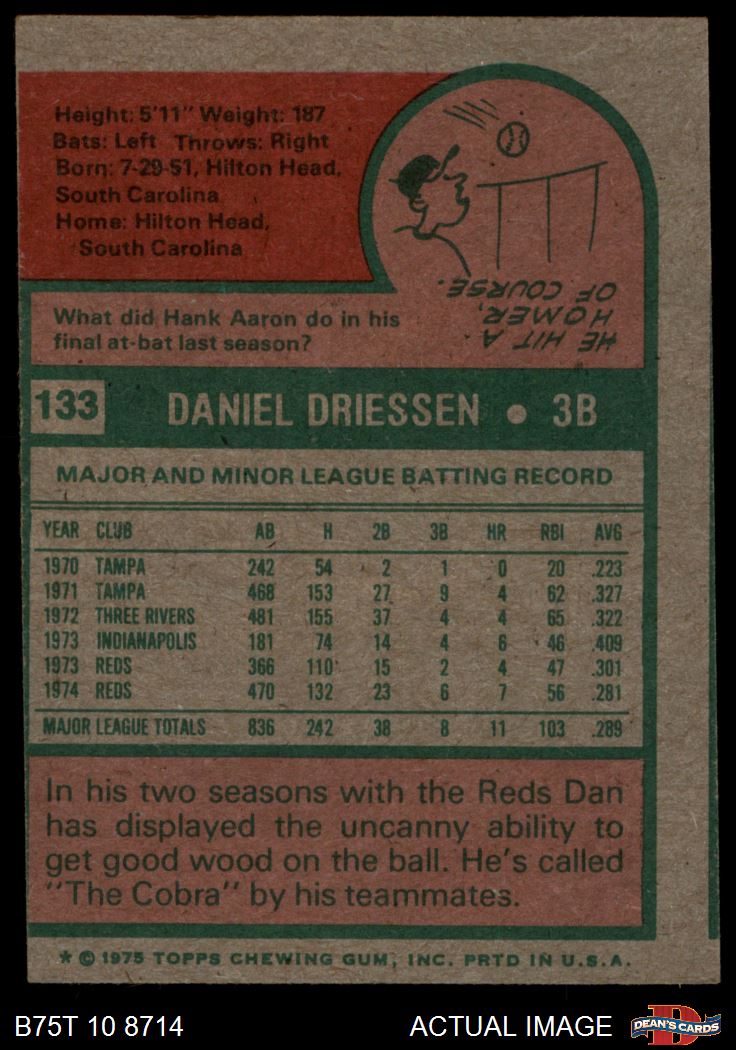 Height: 5'11" Weight: 187
Bats: Left Throws: Right
Born: 7-29-51, Hilton Head,
South Carolina
Home: Hilton Head,
South Carolina
HE HIT A
HOMER,
OF COURSE.
What did Hank Aaron do in his
final at-bat last season?
133 DANIEL DRIESSEN • 3B
MAJOR AND MINOR LEAGUE BATTING RECORD
YEAR CLUB AB H 2B 3B HR RBI AVG
1970 TAMPA 242 54 2 1 0 20 .223
1971 TAMPA 468 153 27 9 4 62 .327
1972 THREE RIVERS 481 155 37 4 4 65 .322
1973 INDIANAPOLIS 181 74 14 4 6 46 .409
1973 REDS 366 110 15 2 4 47 .301
1974 REDS 470 132 23 6 7 56 .281
MAJOR LEAGUE TOTALS 836 242 38 8 11 103 .289
In his two seasons with the Reds Dan
has displayed the uncanny ability to
get good wood on the ball. He's called
"The Cobra" by his teammates.
* © 1975 TOPPS CHEWING GUM, INC. PRTD IN U.S.A.
B75T 10 8714 ACTUAL IMAGE DEAN'S CARDS